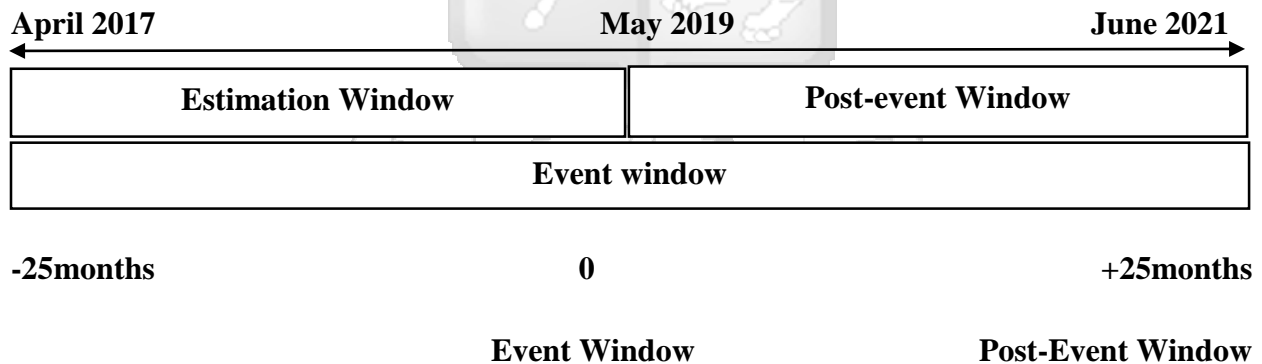 April 2017 May 2019 June 2021
Estimation Window Post-event Window
Event window
-25months 0 +25months
Event Window Post-Event Window